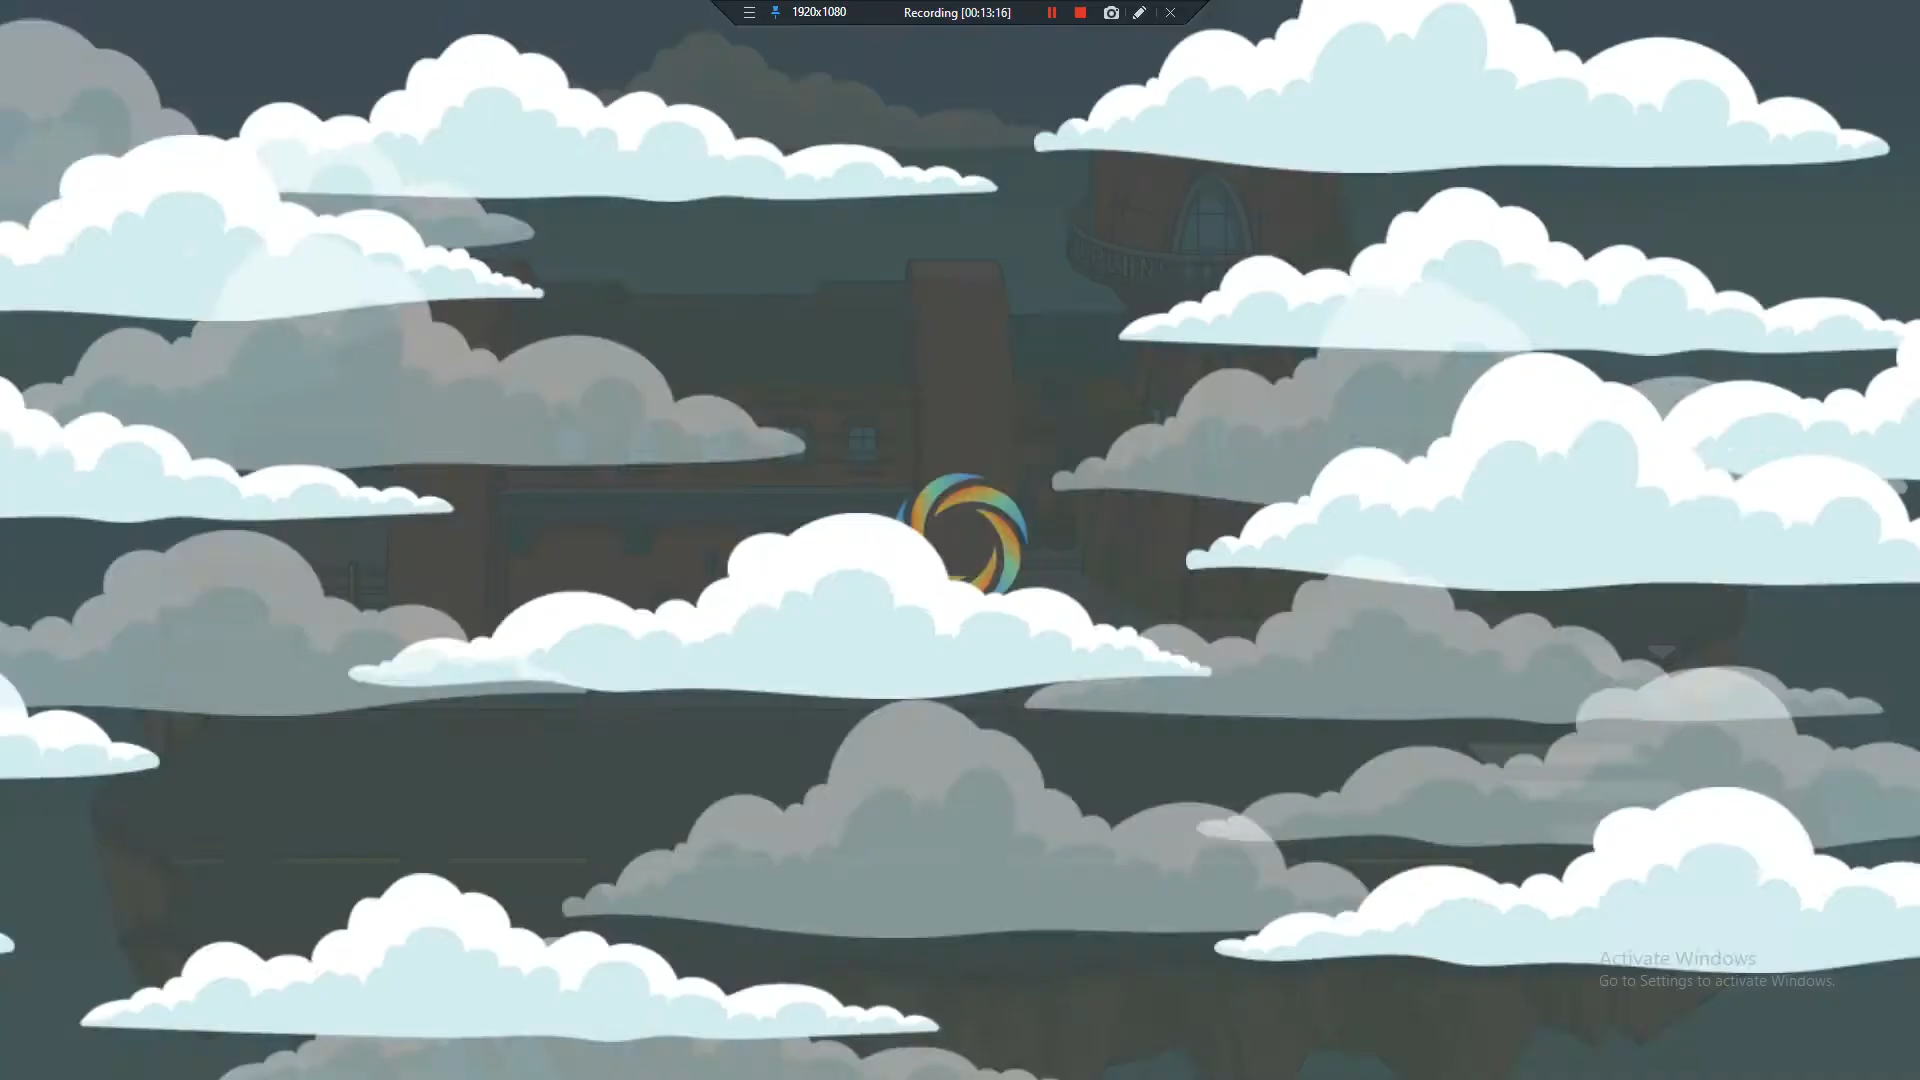 1920x1080
Recording [00:13:16]
Activate Windows
Go to Settings to activate Windows.